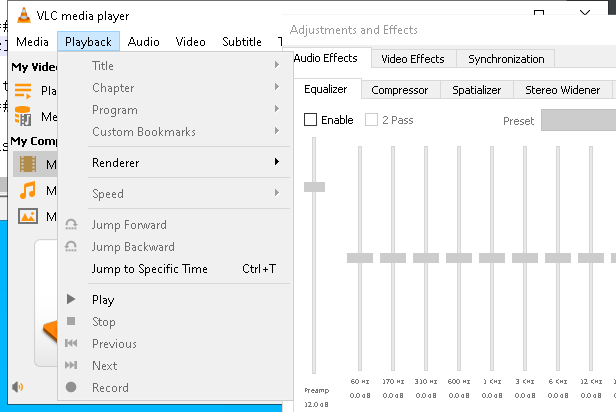 VLC media player
Media Playback Audio Video Subtitle
Adjustments and Effects
Audio Effects Video Effects Synchronization
Equalizer Compressor Spatializer Stereo Widener
Enable 2 Pass Preset
My Video
My Comp
Title
Chapter
Program
Custom Bookmarks
Renderer
Speed
Jump Forward
Jump Backward
Jump to Specific Time Ctrl+T
Play
Stop
Previous
Next
Record
Preamp
12.0 dB
60 Hz 170 Hz 310 Hz 600 Hz 1 KHz 3 KHz 6 KHz 12 KHz
0.0 dB 0.0 dB 0.0 dB 0.0 dB 0.0 dB 0.0 dB 0.0 dB 0.0 dB